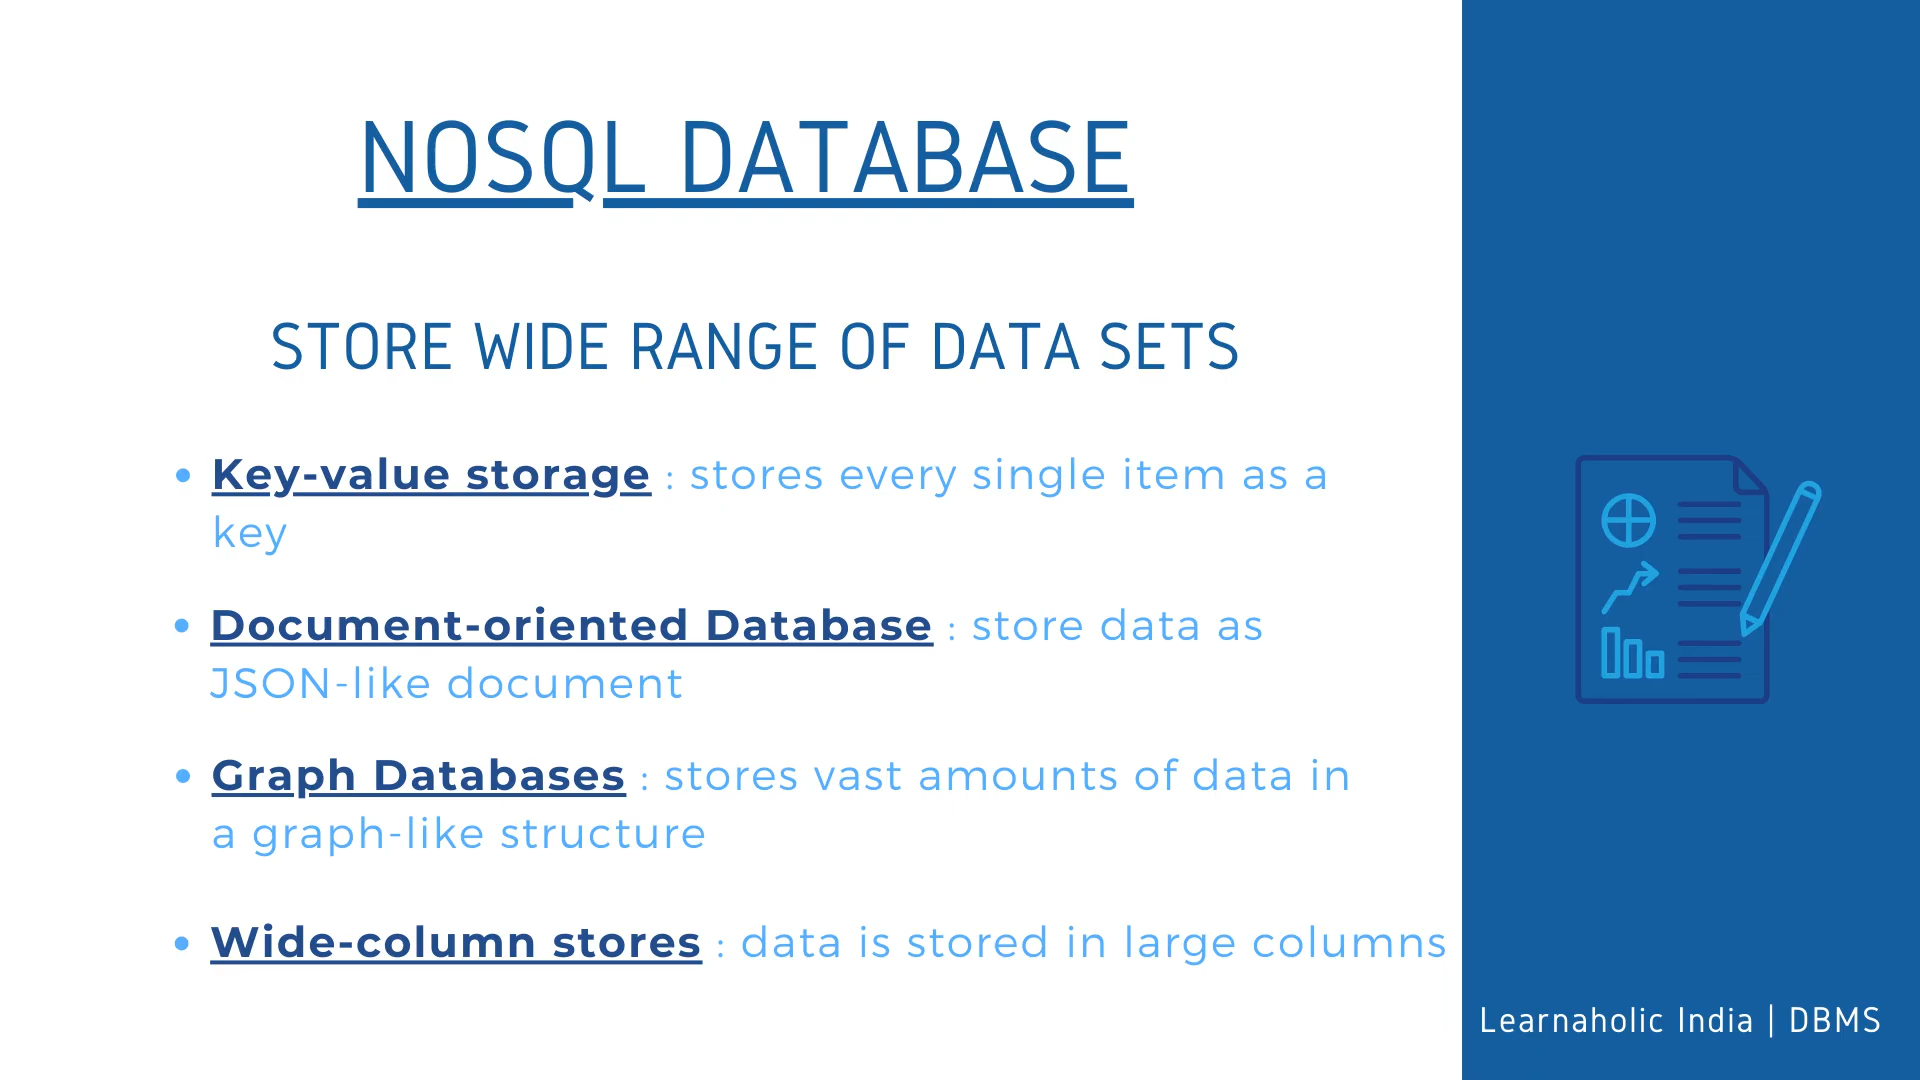 NOSQL DATABASE
STORE WIDE RANGE OF DATA SETS
• Key-value storage : stores every single item as a
key
• Document-oriented Database : store data as
JSON-like document
• Graph Databases : stores vast amounts of data in
a graph-like structure
• Wide-column stores : data is stored in large columns
Learnaholic India | DBMS